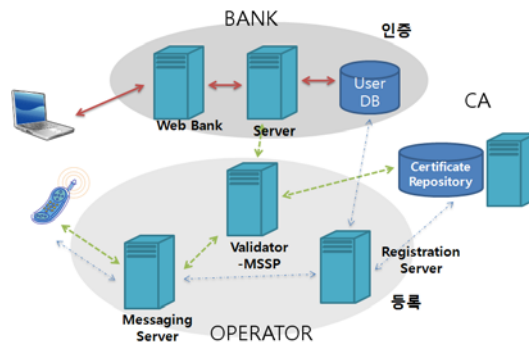 BANK
인증
User
DB
Web Bank
Server
CA
Certificate
Repository
Validator
-MSSP
Registration
Server
등록
Messaging
Server
OPERATOR